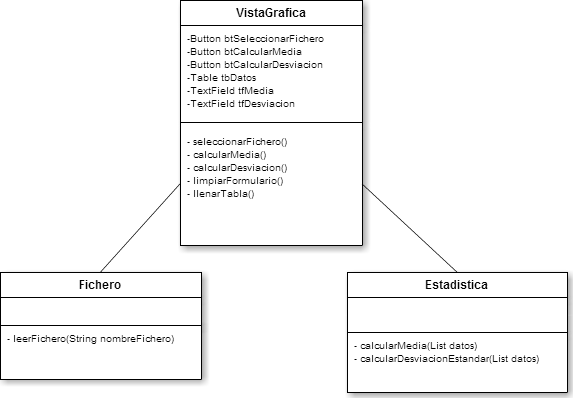 VistaGrafica
-Button btSeleccionarFichero
-Button btCalcularMedia
-Button btCalcularDesviacion
-Table tbDatos
-TextField tfMedia
-TextField tfDesviacion
- seleccionarFichero()
- calcularMedia()
- calcularDesviacion()
- limpiarFormulario()
- llenarTabla()
Fichero
- leerFichero(String nombreFichero)
Estadistica
- calcularMedia(List datos)
- calcularDesviacionEstandar(List datos)